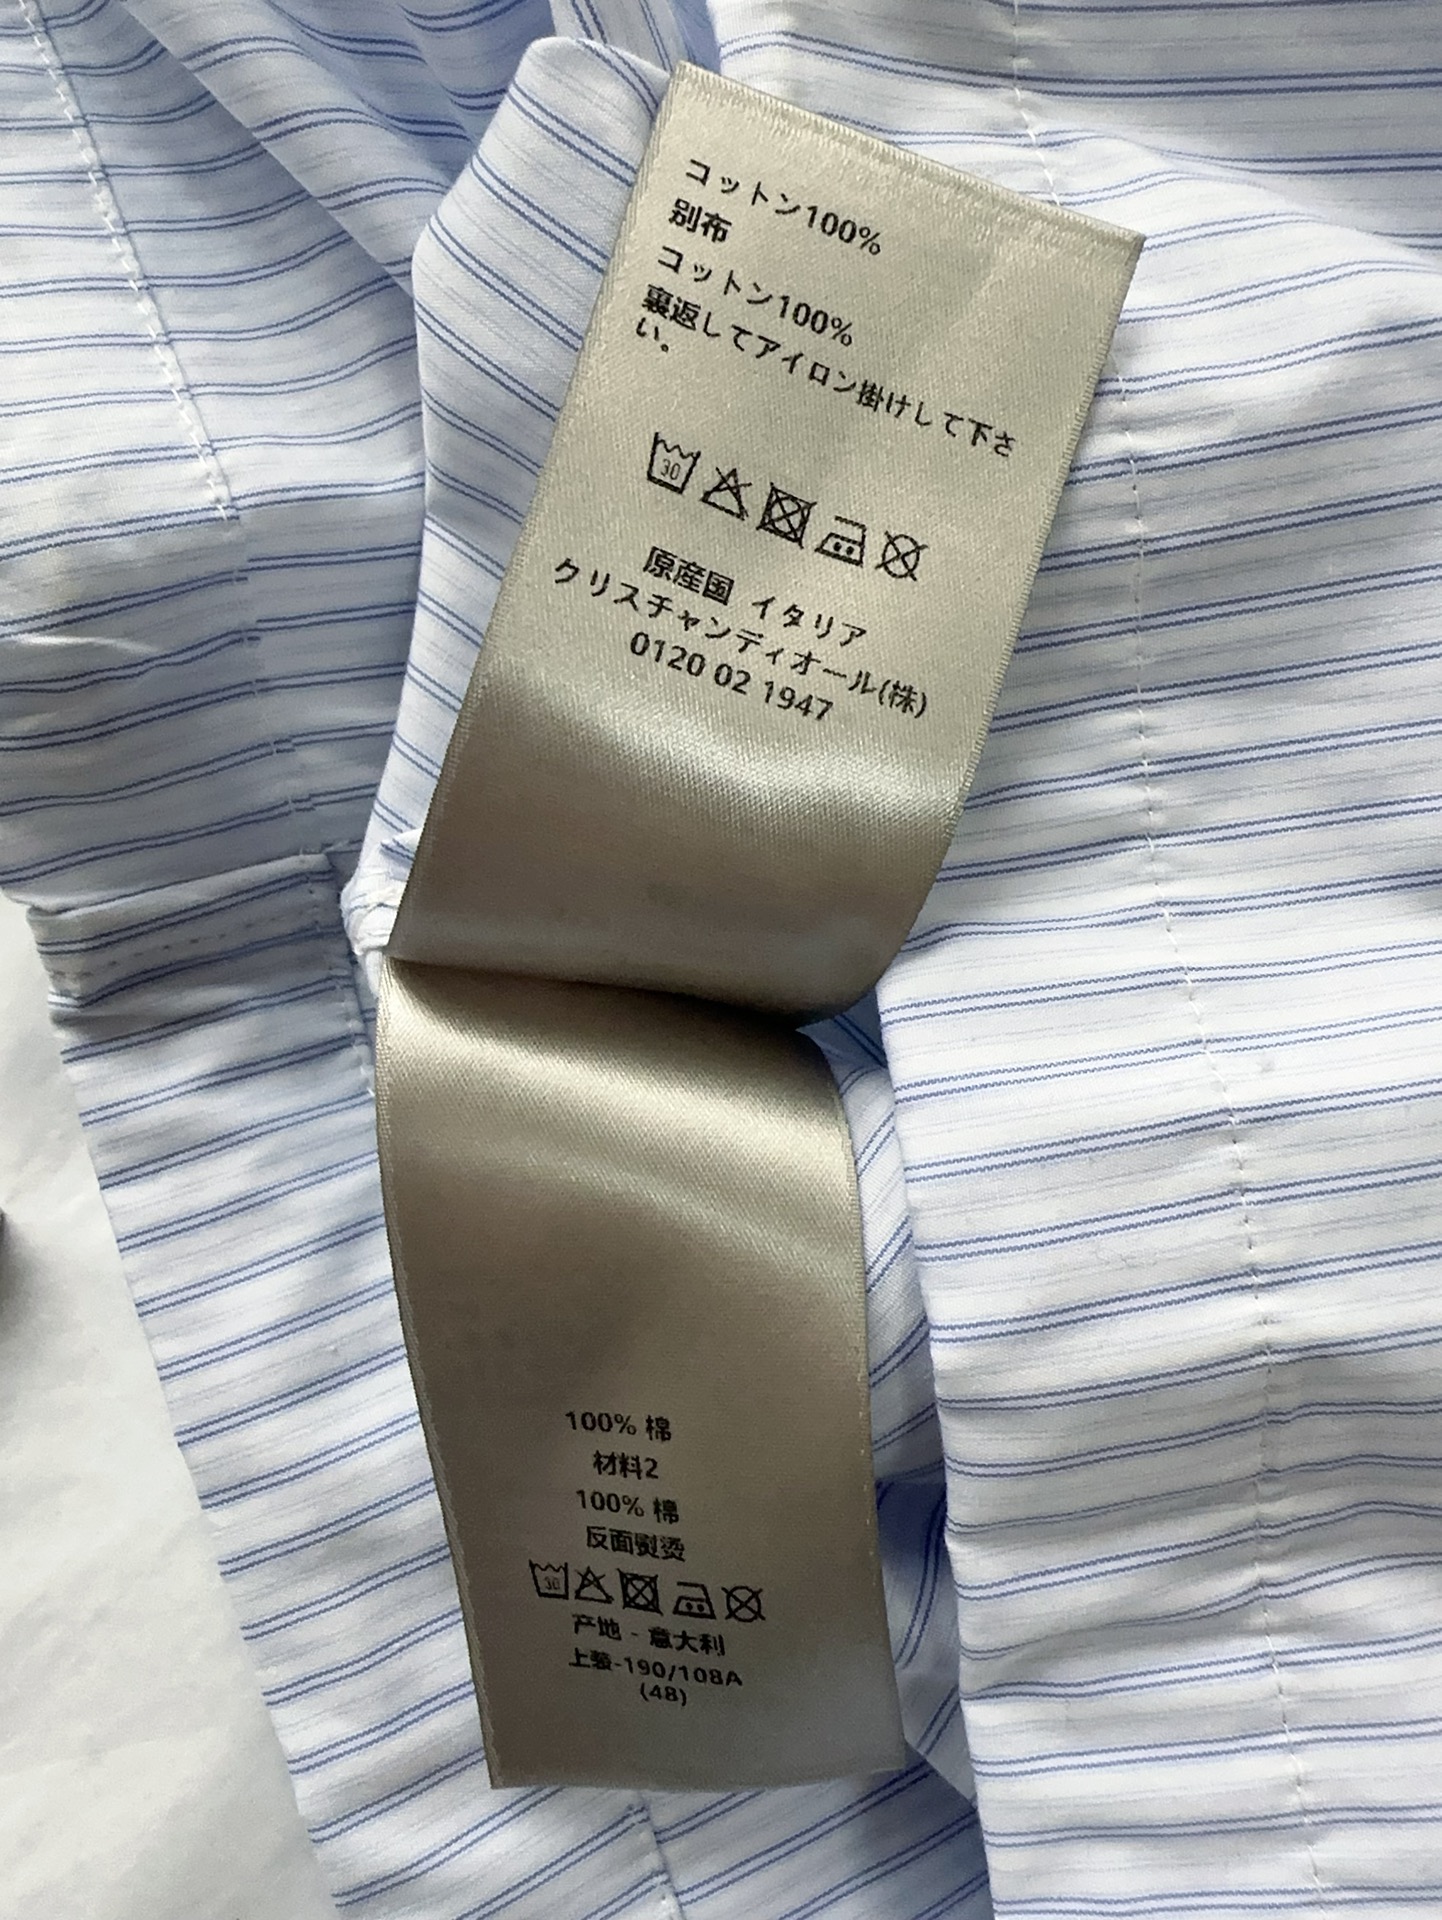 コットン100%
別布
コットン100%
裏返してアイロン掛けして下さ
い。
30
原産国 イタリア
クリスチャンディオール(株)
0120 02 1947
100% 棉
材料2
100% 棉
反面熨烫
30
产地 - 意大利
上装-190/108A
(48)